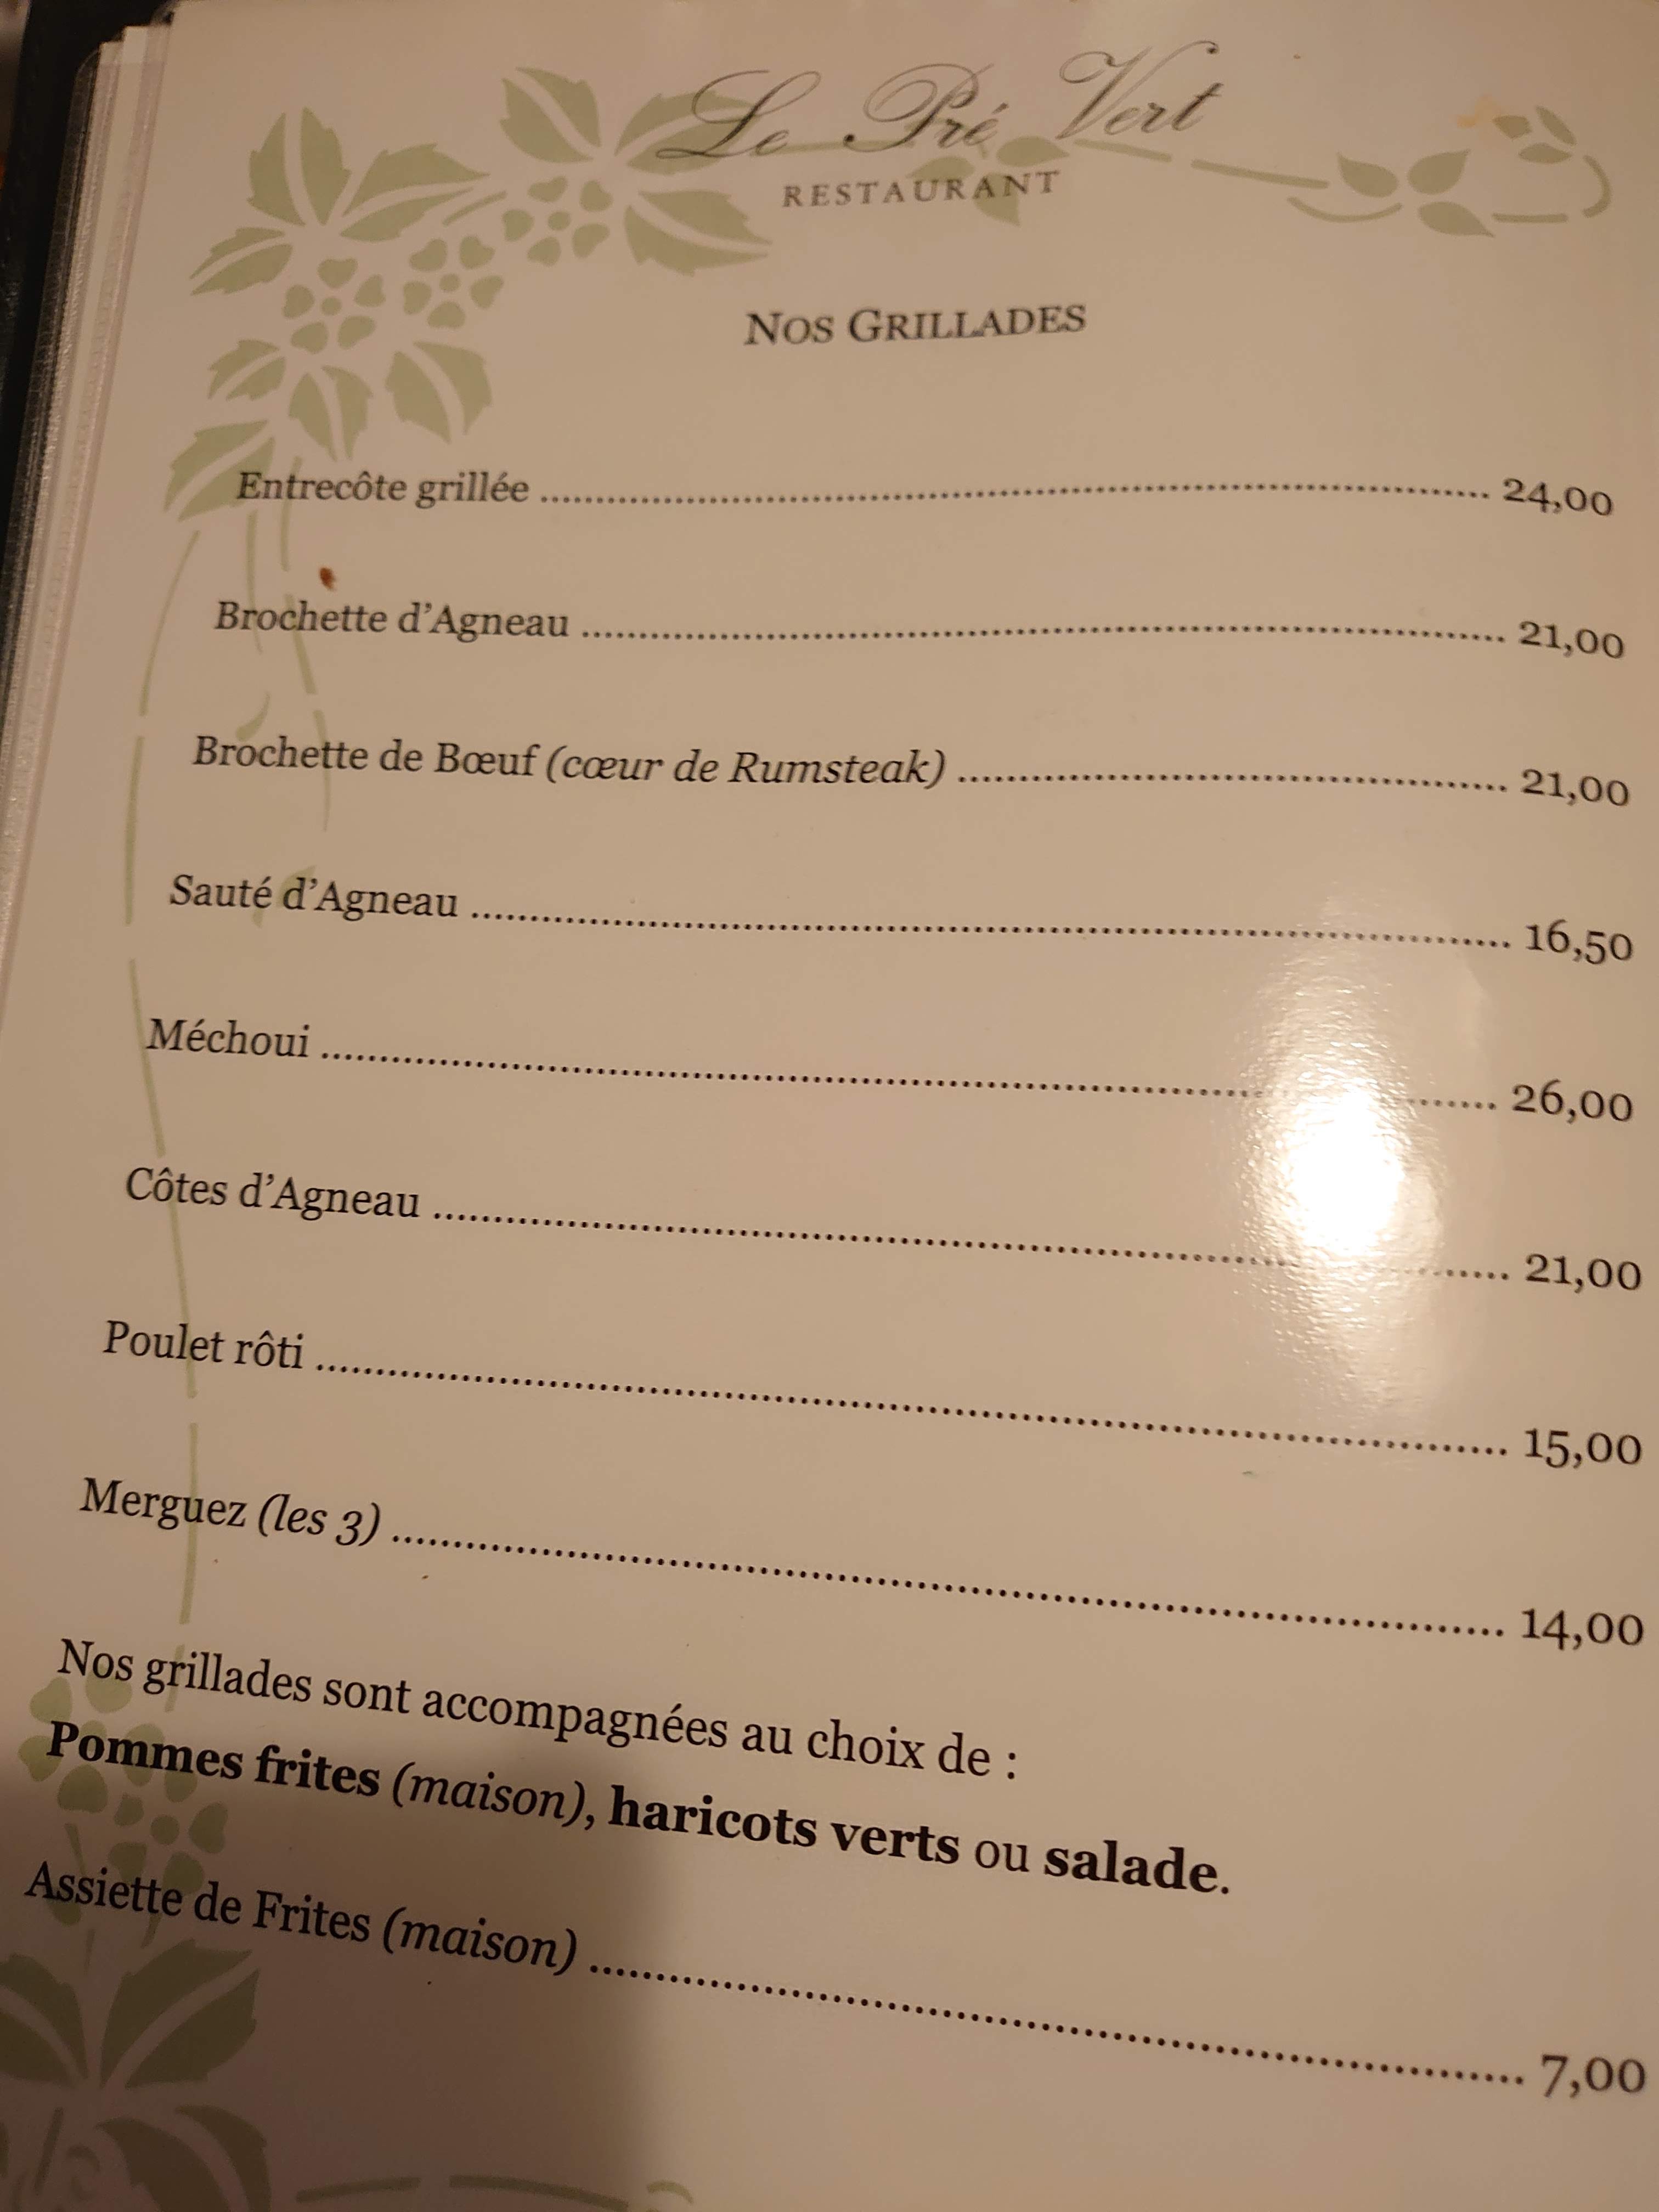 Le Pré Vert
RESTAURANT
NOS GRILLADES
Entrecôte grillée ........................................ 24,00
Brochette d'Agneau ........................................ 21,00
Brochette de Bœuf (cœur de Rumsteak) ........................................ 21,00
Sauté d'Agneau ........................................ 16,50
Méchoui ........................................ 26,00
Côtes d'Agneau ........................................ 21,00
Poulet rôti ........................................ 15,00
Merguez (les 3) ........................................ 14,00
Nos grillades sont accompagnées au choix de :
Pommes frites (maison), haricots verts ou salade.
Assiette de Frites (maison) ........................................ 7,00